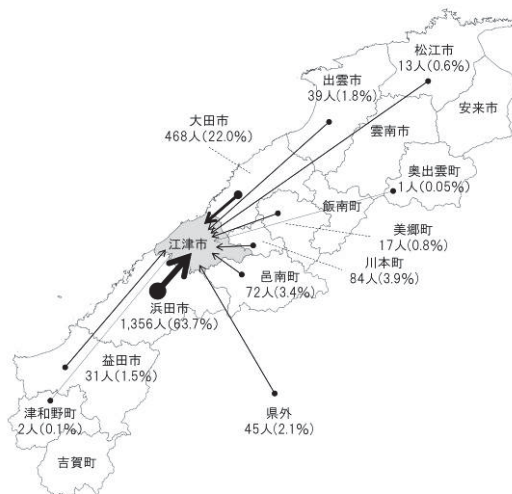 松江市
13人(0.6%)
出雲市
39人(1.8%)
安来市
大田市
468人(22.0%)
雲南市
奥出雲町
1人(0.05%)
飯南町
美郷町
17人(0.8%)
江津市
川本町
84人(3.9%)
邑南町
72人(3.4%)
浜田市
1,356人(63.7%)
益田市
31人(1.5%)
県外
45人(2.1%)
津和野町
2人(0.1%)
吉賀町